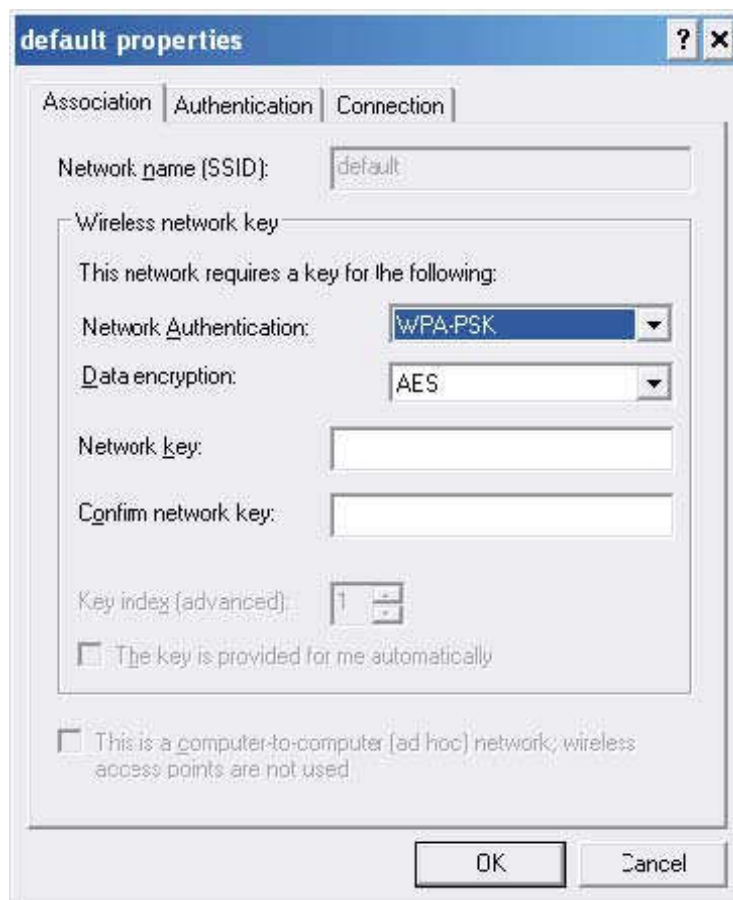 default properties
Association Authentication Connection
Network name (SSID): default
Wireless network key
This network requires a key for the following:
Network Authentication: WPA-PSK
Data encryption: AES
Network key:
Confirm network key:
Key index (advanced): 1
The key is provided for me automatically
This is a computer-to-computer (ad hoc) network; wireless
access points are not used
OK Cancel